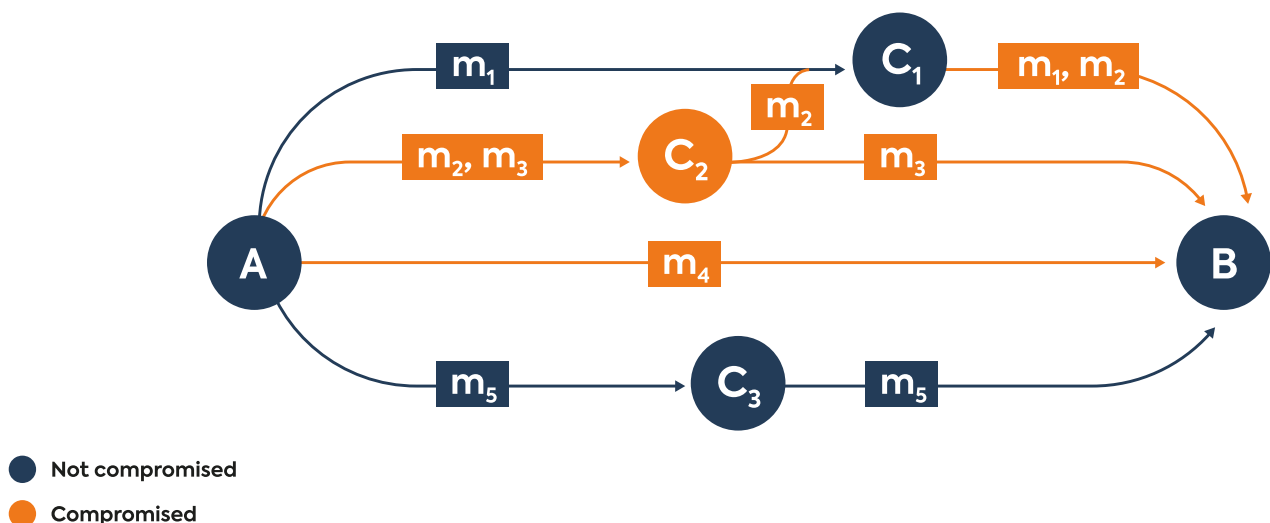 m₁
C₁
m₁, m₂
m₂
m₂, m₃
C₂
m₃
A
m₄
B
m₅
C₃
m₅
Not compromised
Compromised